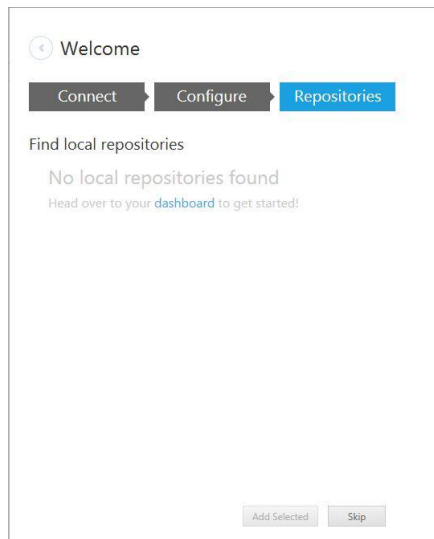 Welcome
Connect
Configure
Repositories
Find local repositories
No local repositories found
Head over to your dashboard to get started!
Add Selected
Skip